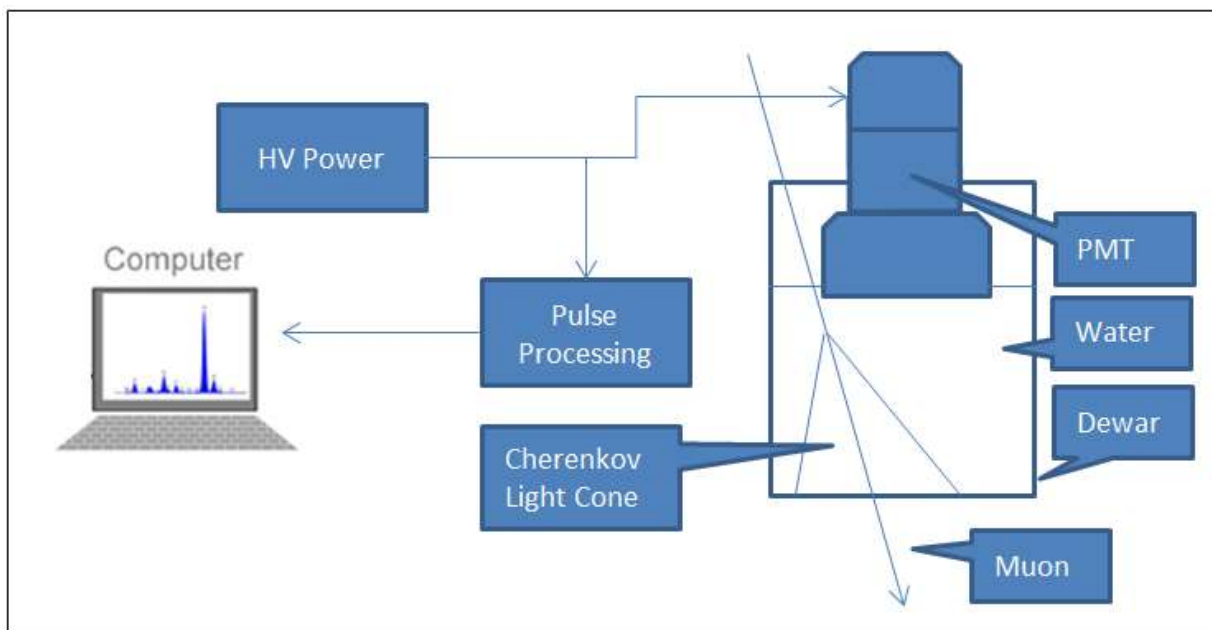 HV Power
Computer
PMT
Pulse
Processing
Water
Dewar
Cherenkov
Light Cone
Muon